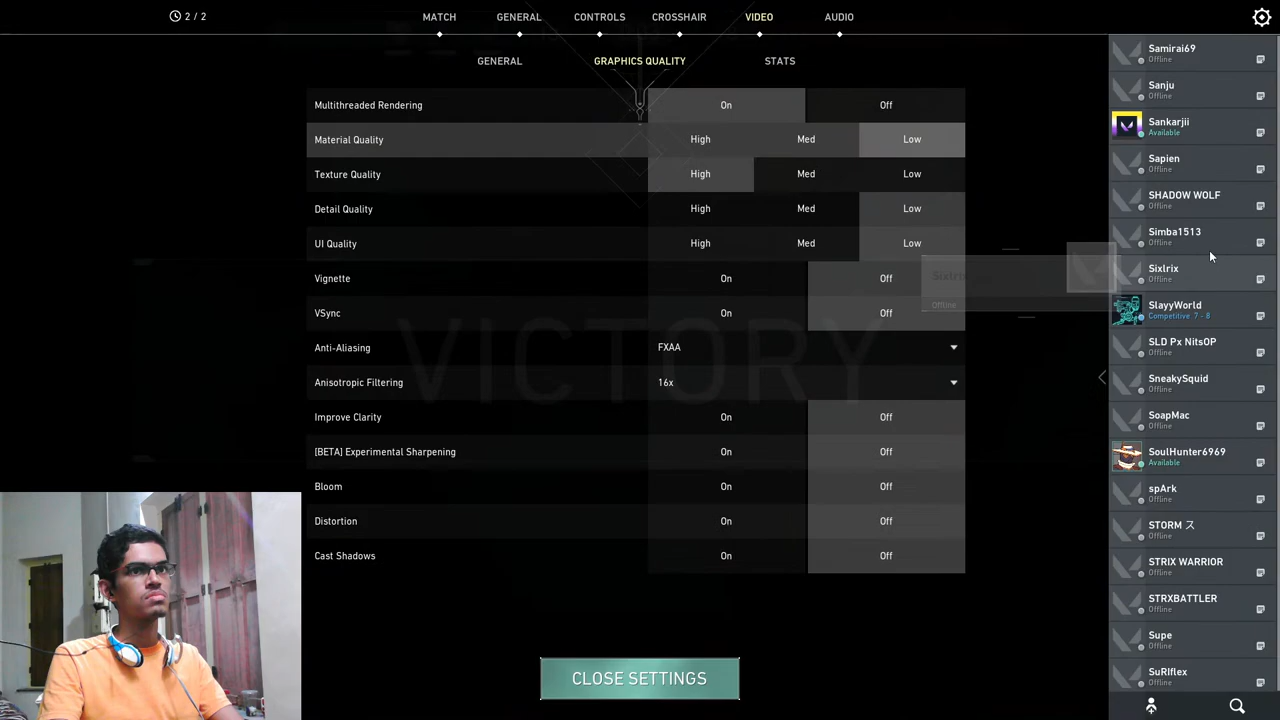 2 / 2
MATCH
GENERAL
CONTROLS
CROSSHAIR
VIDEO
AUDIO
GENERAL
GRAPHICS QUALITY
STATS
Multithreaded Rendering On Off
Material Quality High Med Low
Texture Quality High Med Low
Detail Quality High Med Low
UI Quality High Med Low
Vignette On Off
VSync On Off
Anti-Aliasing FXAA
Anisotropic Filtering 16x
Improve Clarity On Off
[BETA] Experimental Sharpening On Off
Bloom On Off
Distortion On Off
Cast Shadows On Off
VICTORY
CLOSE SETTINGS
Sixlrix
Offline
Samirai69
Offline
Sanju
Offline
Sankarjii
Available
Sapien
Offline
SHADOW WOLF
Offline
Simba1513
Offline
Sixlrix
Offline
SlayyWorld
Competitive 7 - 8
SLD Px NitsOP
Offline
SneakySquid
Offline
SoapMac
Offline
SoulHunter6969
Available
spArk
Offline
STORM ス
Offline
STRIX WARRIOR
Offline
STRXBATTLER
Offline
Supe
Offline
SuRIflex
Offline